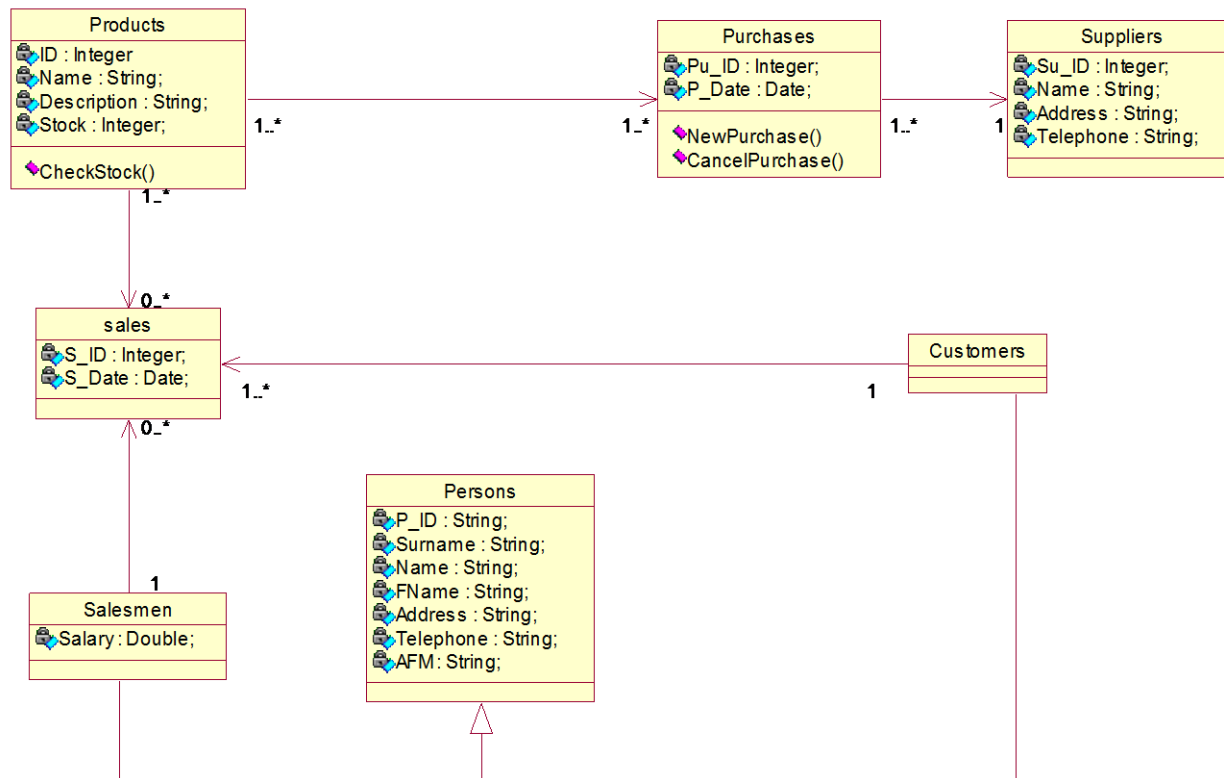 Products
ID : Integer
Name : String;
Description : String;
Stock : Integer;
CheckStock()
1..*
1..*
Purchases
Pu_ID : Integer;
P_Date : Date;
NewPurchase()
CancelPurchase()
1..*
1
Suppliers
Su_ID : Integer;
Name : String;
Address : String;
Telephone : String;
1..*
0..*
sales
S_ID : Integer;
S_Date : Date;
1..*
1
Customers
0..*
1
Salesmen
Salary : Double;
Persons
P_ID : String;
Surname : String;
Name : String;
FName : String;
Address : String;
Telephone : String;
AFM : String;